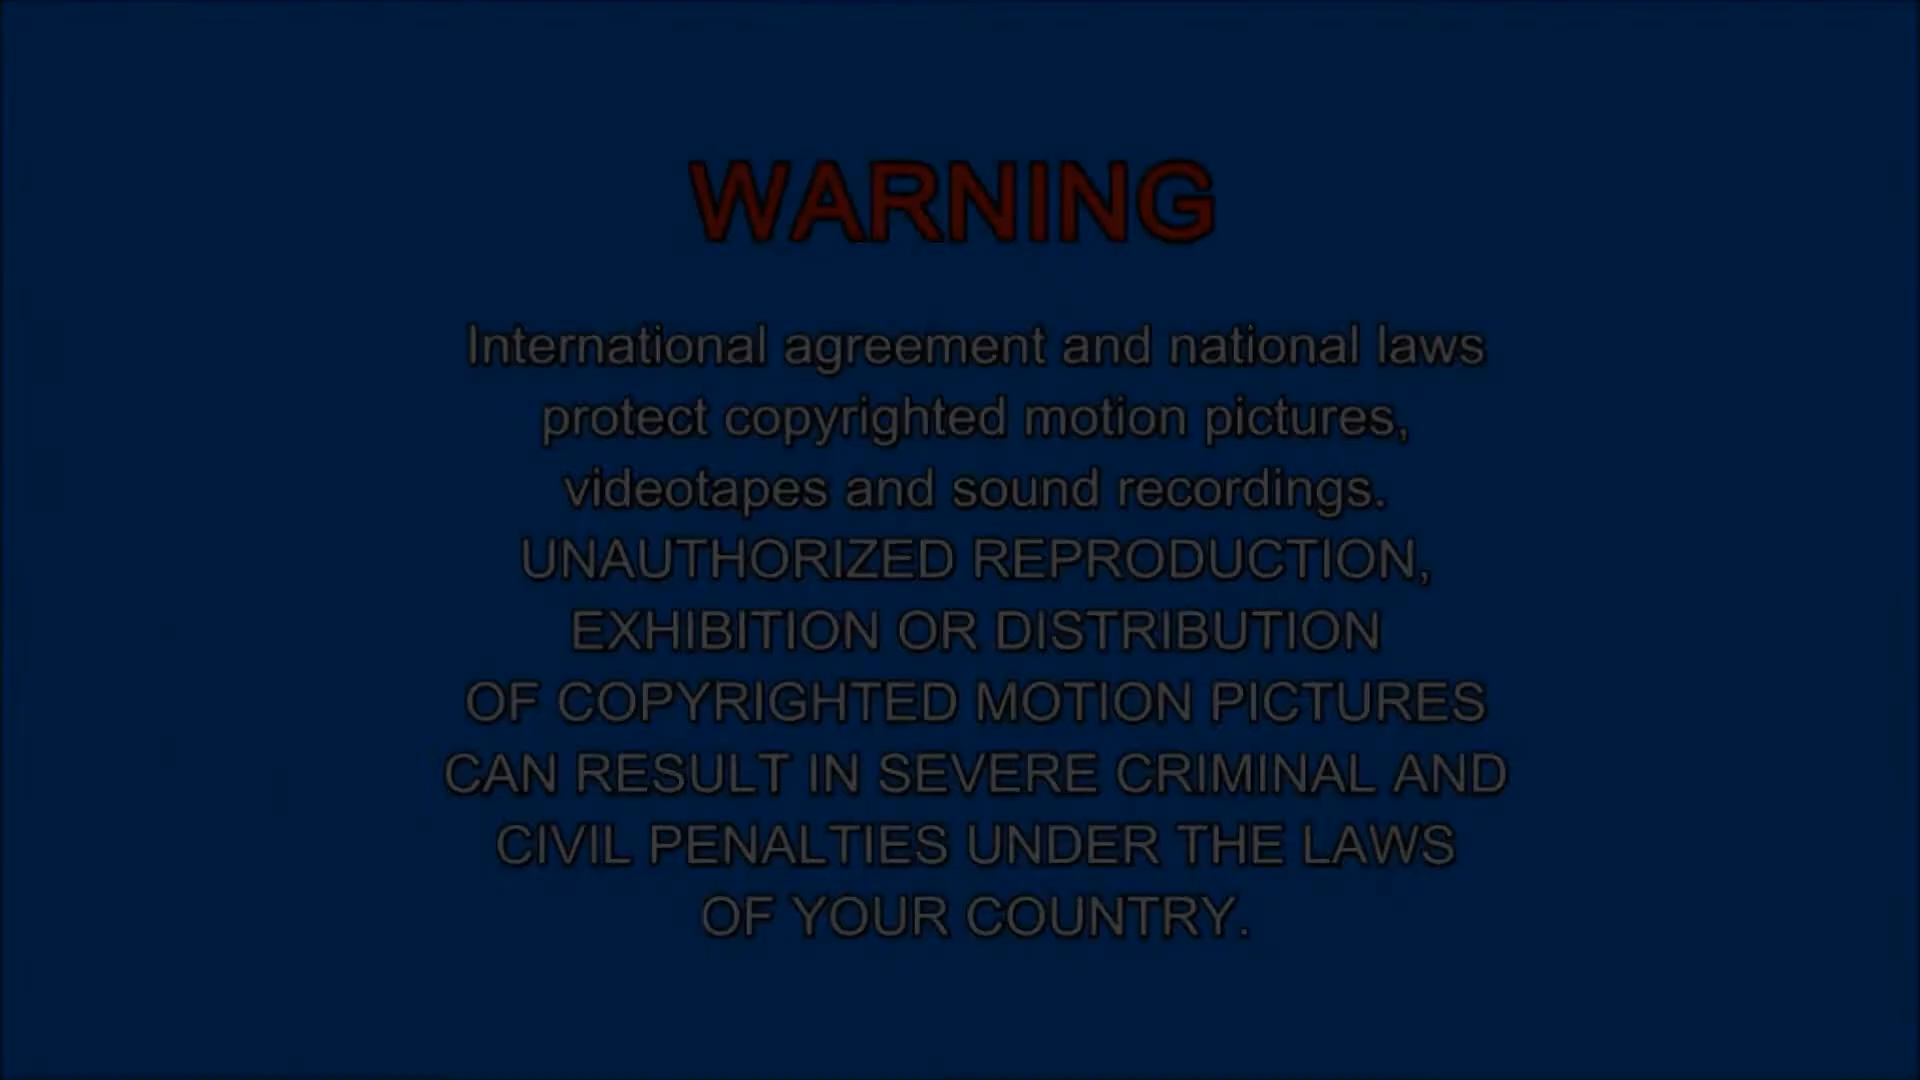 WARNING
International agreement and national laws
protect copyrighted motion pictures,
videotapes and sound recordings.
UNAUTHORIZED REPRODUCTION,
EXHIBITION OR DISTRIBUTION
OF COPYRIGHTED MOTION PICTURES
CAN RESULT IN SEVERE CRIMINAL AND
CIVIL PENALTIES UNDER THE LAWS
OF YOUR COUNTRY.